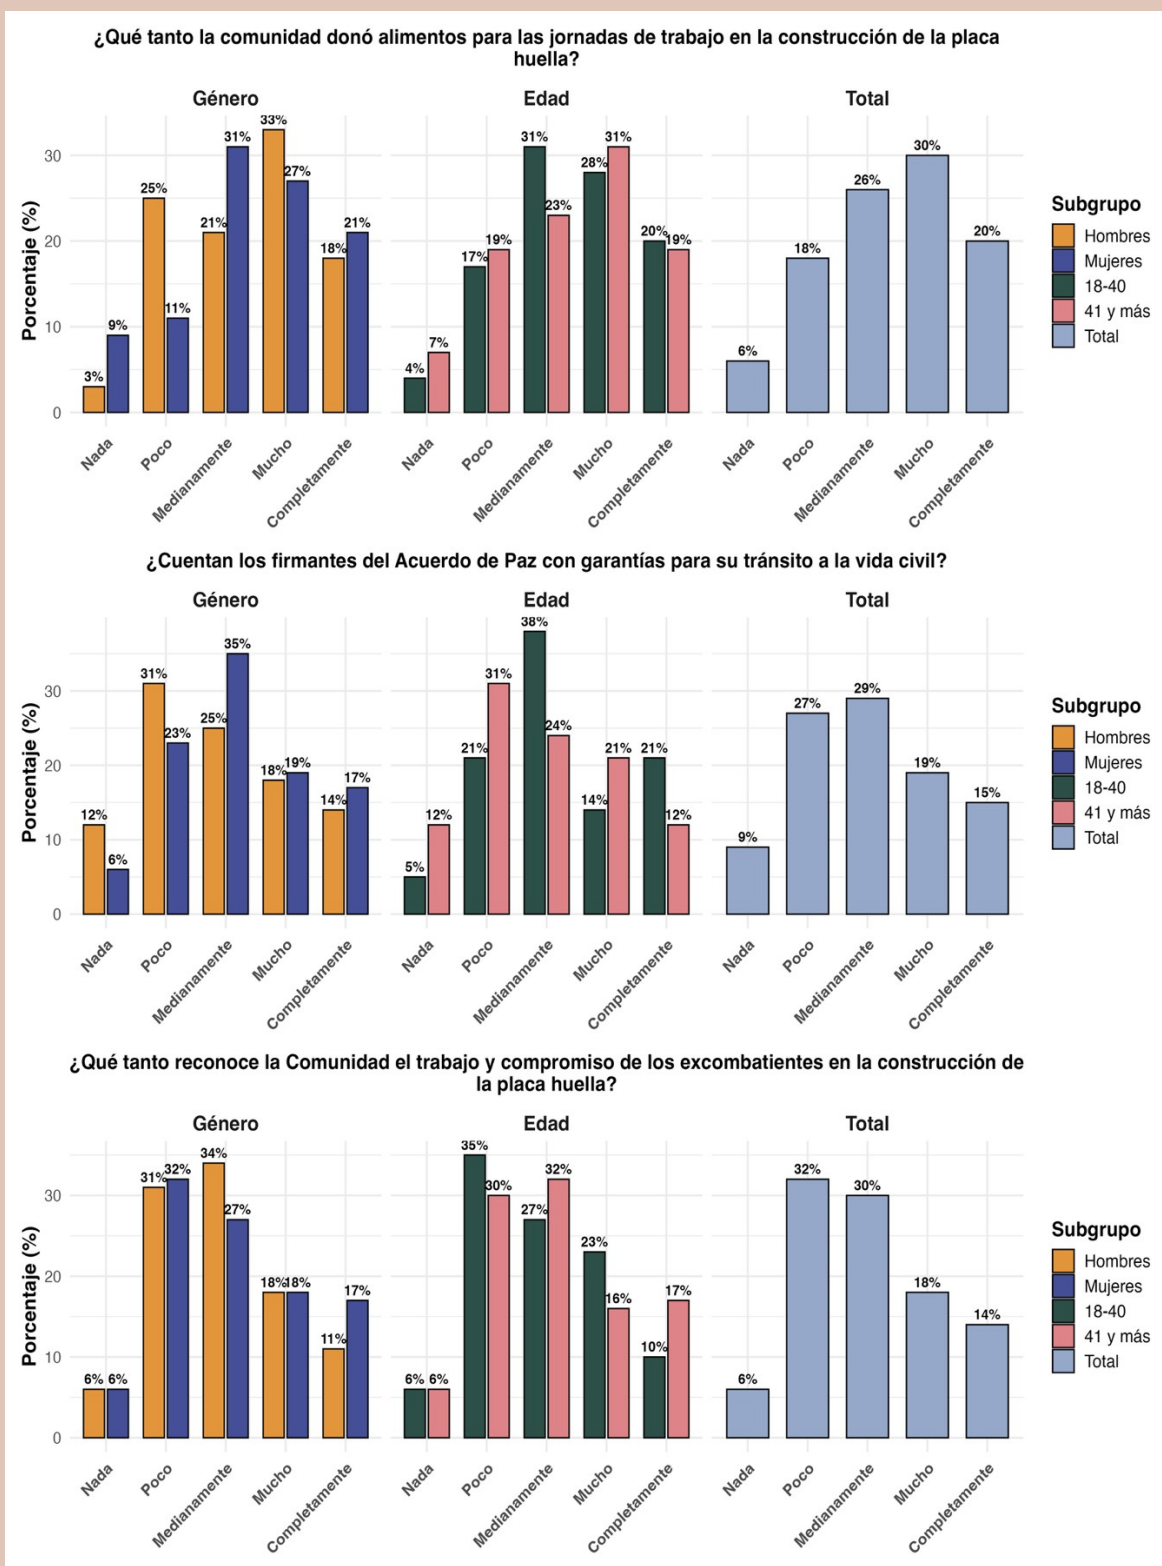 ¿Qué tanto la comunidad donó alimentos para las jornadas de trabajo en la construcción de la placa
huella?
Género
Edad
Total
Porcentaje (%)
30
20
10
0
3%
9%
25%
11%
21%
31%
33%
27%
18%
21%
4%
7%
17%
19%
31%
23%
28%
31%
20%
19%
6%
18%
26%
30%
20%
Nada
Poco
Medianamente
Mucho
Completamente
Nada
Poco
Medianamente
Mucho
Completamente
Nada
Poco
Medianamente
Mucho
Completamente
Subgrupo
Hombres
Mujeres
18-40
41 y más
Total
¿Cuentan los firmantes del Acuerdo de Paz con garantías para su tránsito a la vida civil?
Género
Edad
Total
Porcentaje (%)
30
20
10
0
12%
6%
31%
23%
25%
35%
18%
19%
14%
17%
5%
12%
21%
31%
38%
24%
14%
21%
21%
12%
9%
27%
29%
19%
15%
Nada
Poco
Medianamente
Mucho
Completamente
Nada
Poco
Medianamente
Mucho
Completamente
Nada
Poco
Medianamente
Mucho
Completamente
Subgrupo
Hombres
Mujeres
18-40
41 y más
Total
¿Qué tanto reconoce la Comunidad el trabajo y compromiso de los excombatientes en la construcción de
la placa huella?
Género
Edad
Total
Porcentaje (%)
30
20
10
0
6%
6%
31%
32%
34%
27%
18%
18%
11%
17%
6%
6%
35%
30%
27%
32%
23%
16%
10%
17%
6%
32%
30%
18%
14%
Nada
Poco
Medianamente
Mucho
Completamente
Nada
Poco
Medianamente
Mucho
Completamente
Nada
Poco
Medianamente
Mucho
Completamente
Subgrupo
Hombres
Mujeres
18-40
41 y más
Total